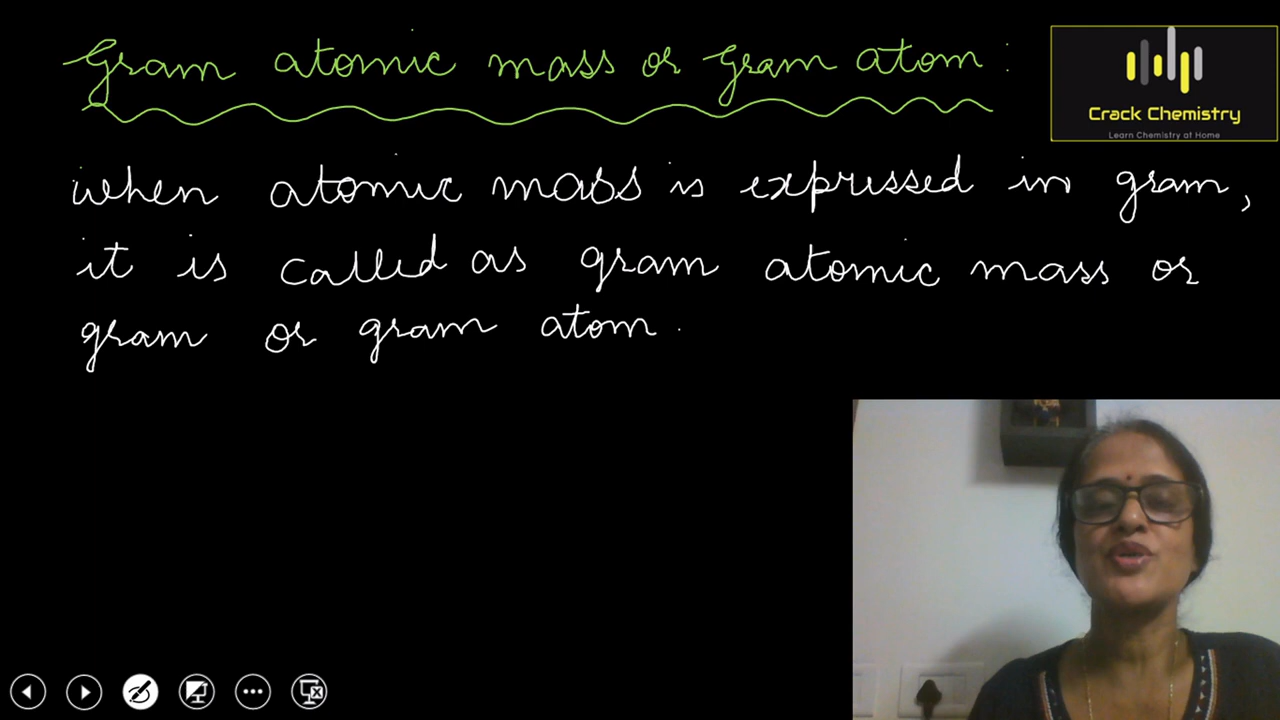 Gram atomic mass or Gram atom :
Crack Chemistry
Learn Chemistry at Home
when atomic mass is expressed in gram,
it is called as gram atomic mass or
gram or gram atom.